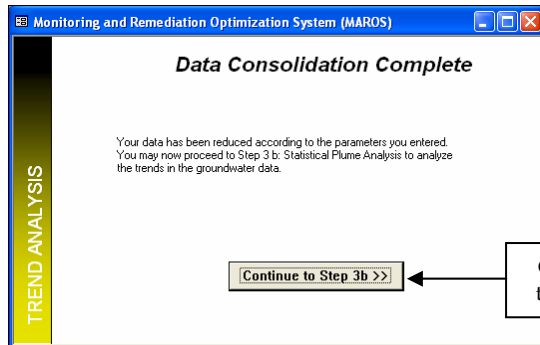 Monitoring and Remediation Optimization System (MAROS)
Data Consolidation Complete
Your data has been reduced according to the parameters you entered.
You may now proceed to Step 3 b: Statistical Plume Analysis to analyze
the trends in the groundwater data.
TREND ANALYSIS
Continue to Step 3b >>